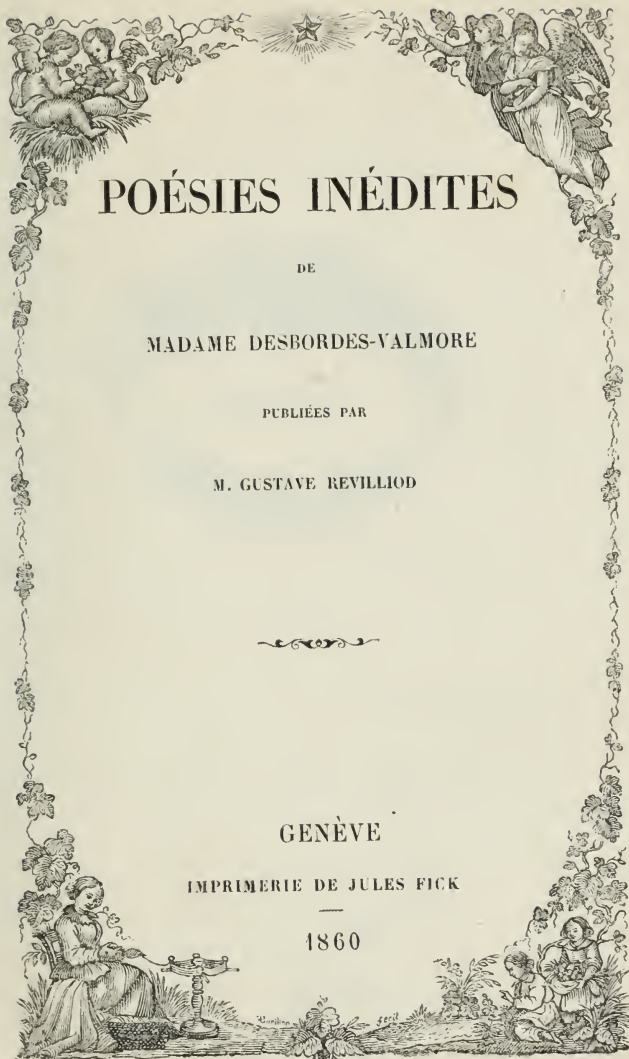 POÉSIES INÉDITES
DE
MADAME DESBORDES-VALMORE
PUBLIÉES PAR
M. GUSTAVE REVILLIOD
GENÈVE
IMPRIMERIE DE JULES FICK
1860